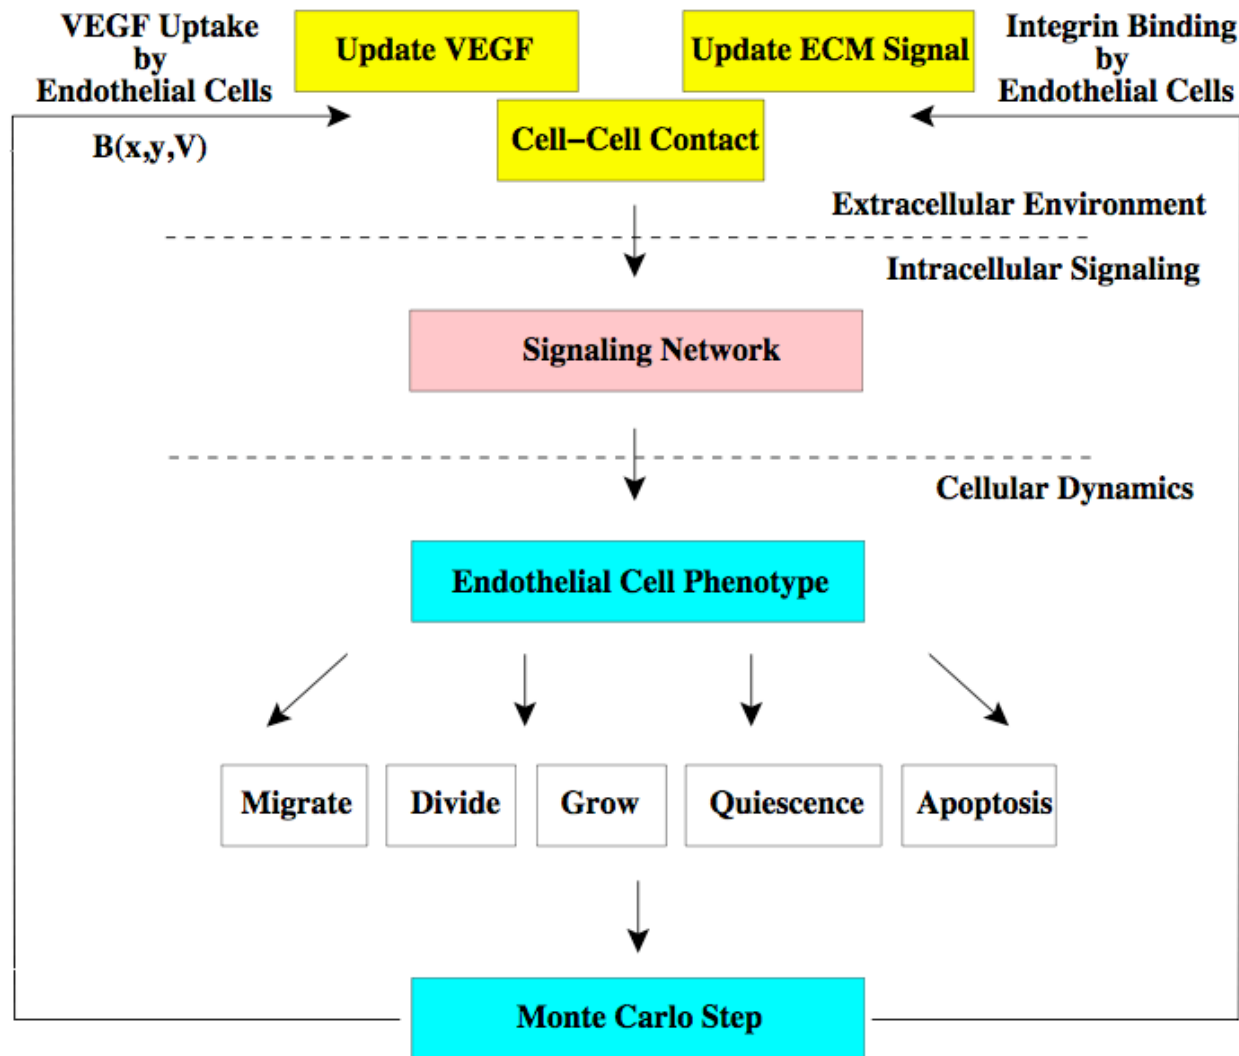 VEGF Uptake
by
Endothelial Cells
B(x,y,V)
Update VEGF
Update ECM Signal
Integrin Binding
by
Endothelial Cells
Cell–Cell Contact
Extracellular Environment
Intracellular Signaling
Signaling Network
Cellular Dynamics
Endothelial Cell Phenotype
Migrate
Divide
Grow
Quiescence
Apoptosis
Monte Carlo Step